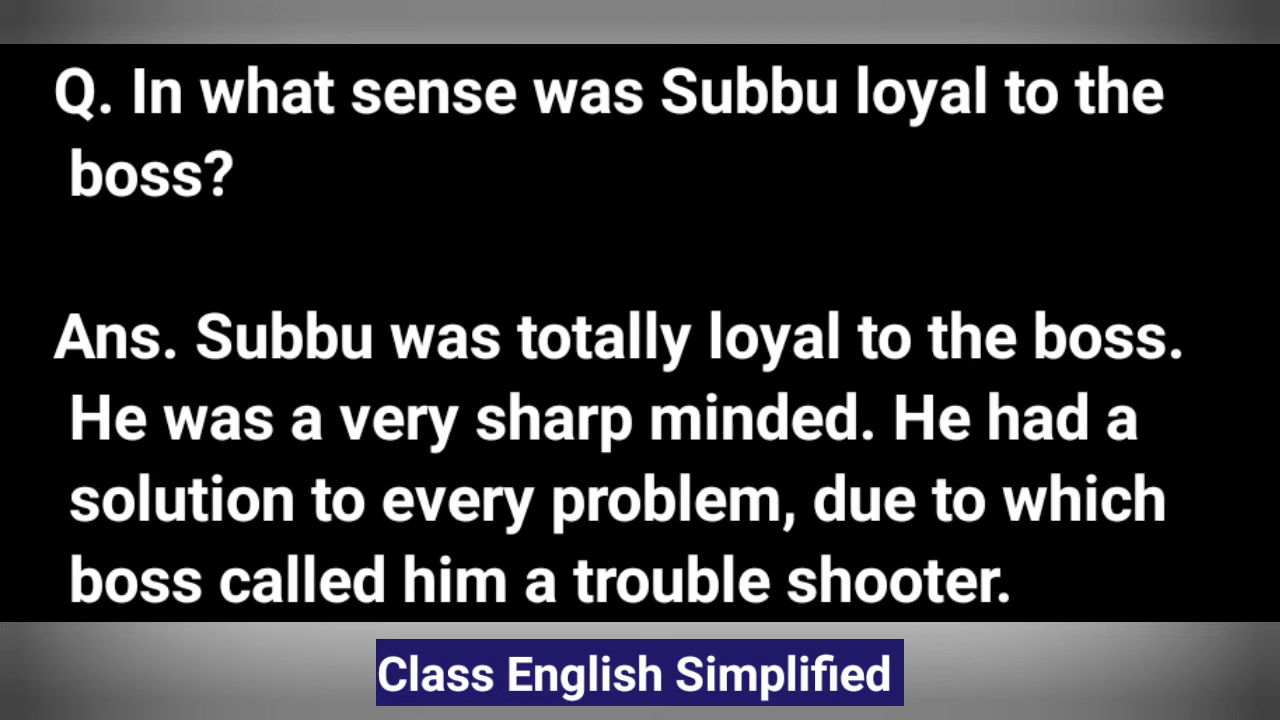 Q. In what sense was Subbu loyal to the
boss?
Ans. Subbu was totally loyal to the boss.
He was a very sharp minded. He had a
solution to every problem, due to which
boss called him a trouble shooter.
Class English Simplified